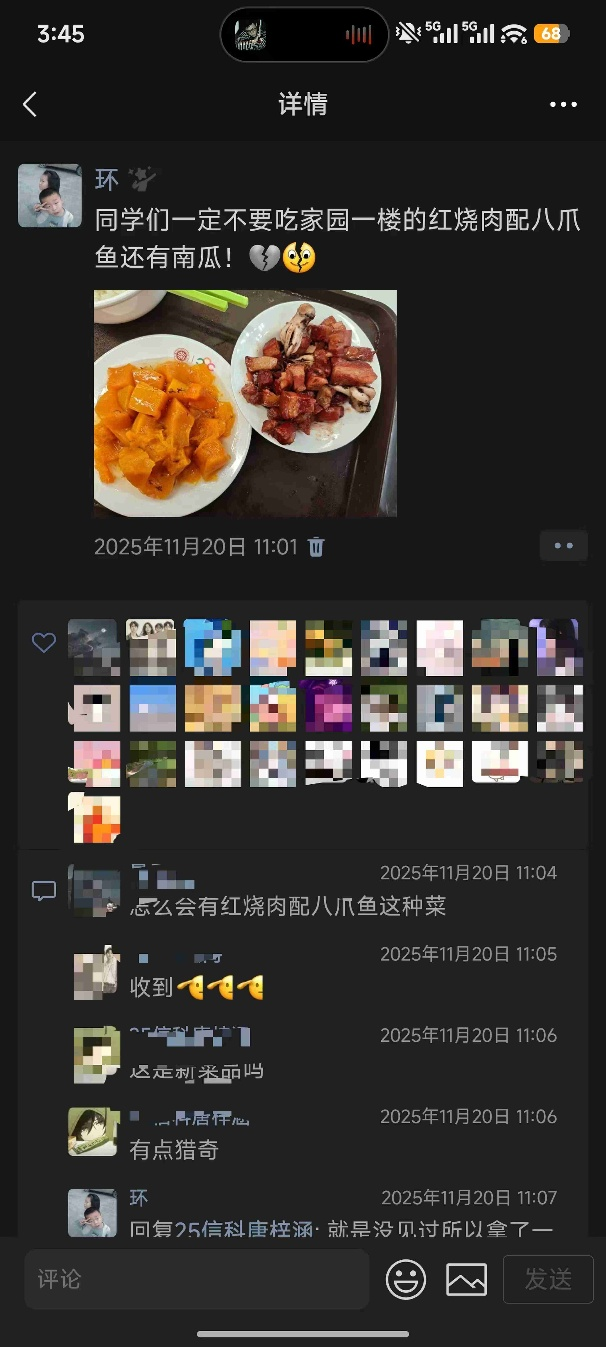 3:45
5G
5G
68
详情
环
同学们一定不要吃家园一楼的红烧肉配八爪
鱼还有南瓜！💔
2025年11月20日 11:01
2025年11月20日 11:04
怎么会有红烧肉配八爪鱼这种菜
2025年11月20日 11:05
收到
2025年11月20日 11:06
这是新菜品吗
2025年11月20日 11:06
有点猎奇
环
2025年11月20日 11:07
回复25信科唐梓涵: 就是没见过所以拿了一
评论
发送